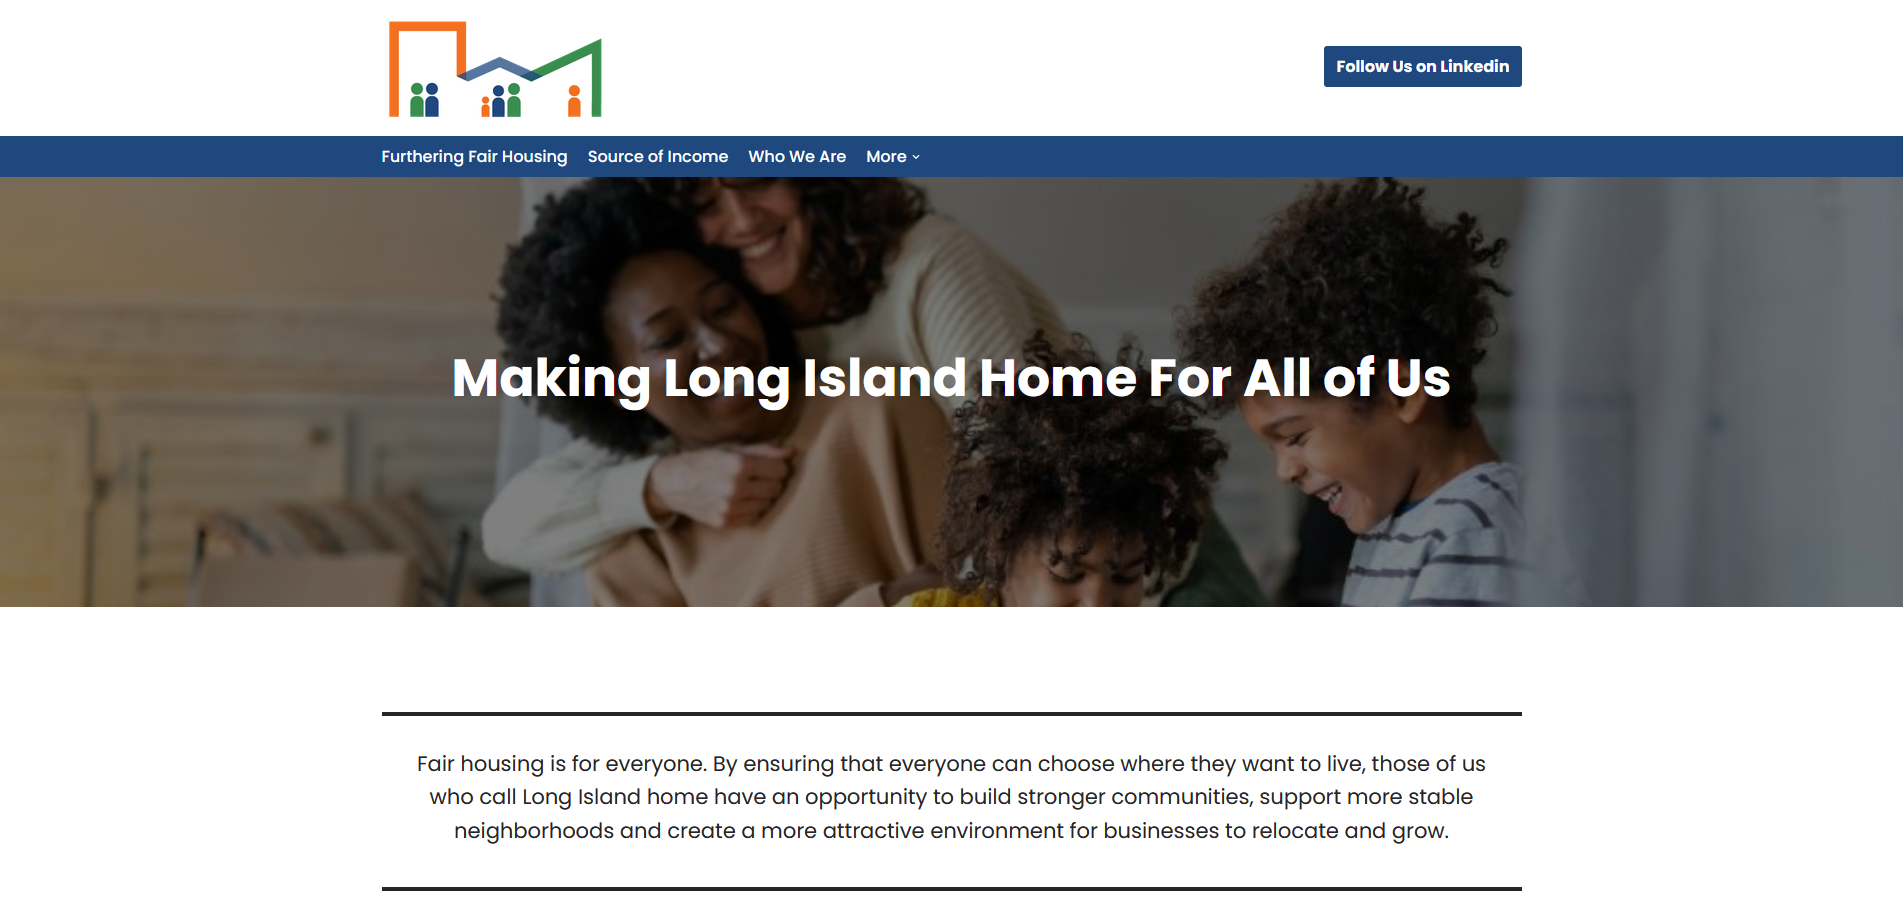 Follow Us on Linkedin
Furthering Fair Housing Source of Income Who We Are More
Making Long Island Home For All of Us
Fair housing is for everyone. By ensuring that everyone can choose where they want to live, those of us
who call Long Island home have an opportunity to build stronger communities, support more stable
neighborhoods and create a more attractive environment for businesses to relocate and grow.